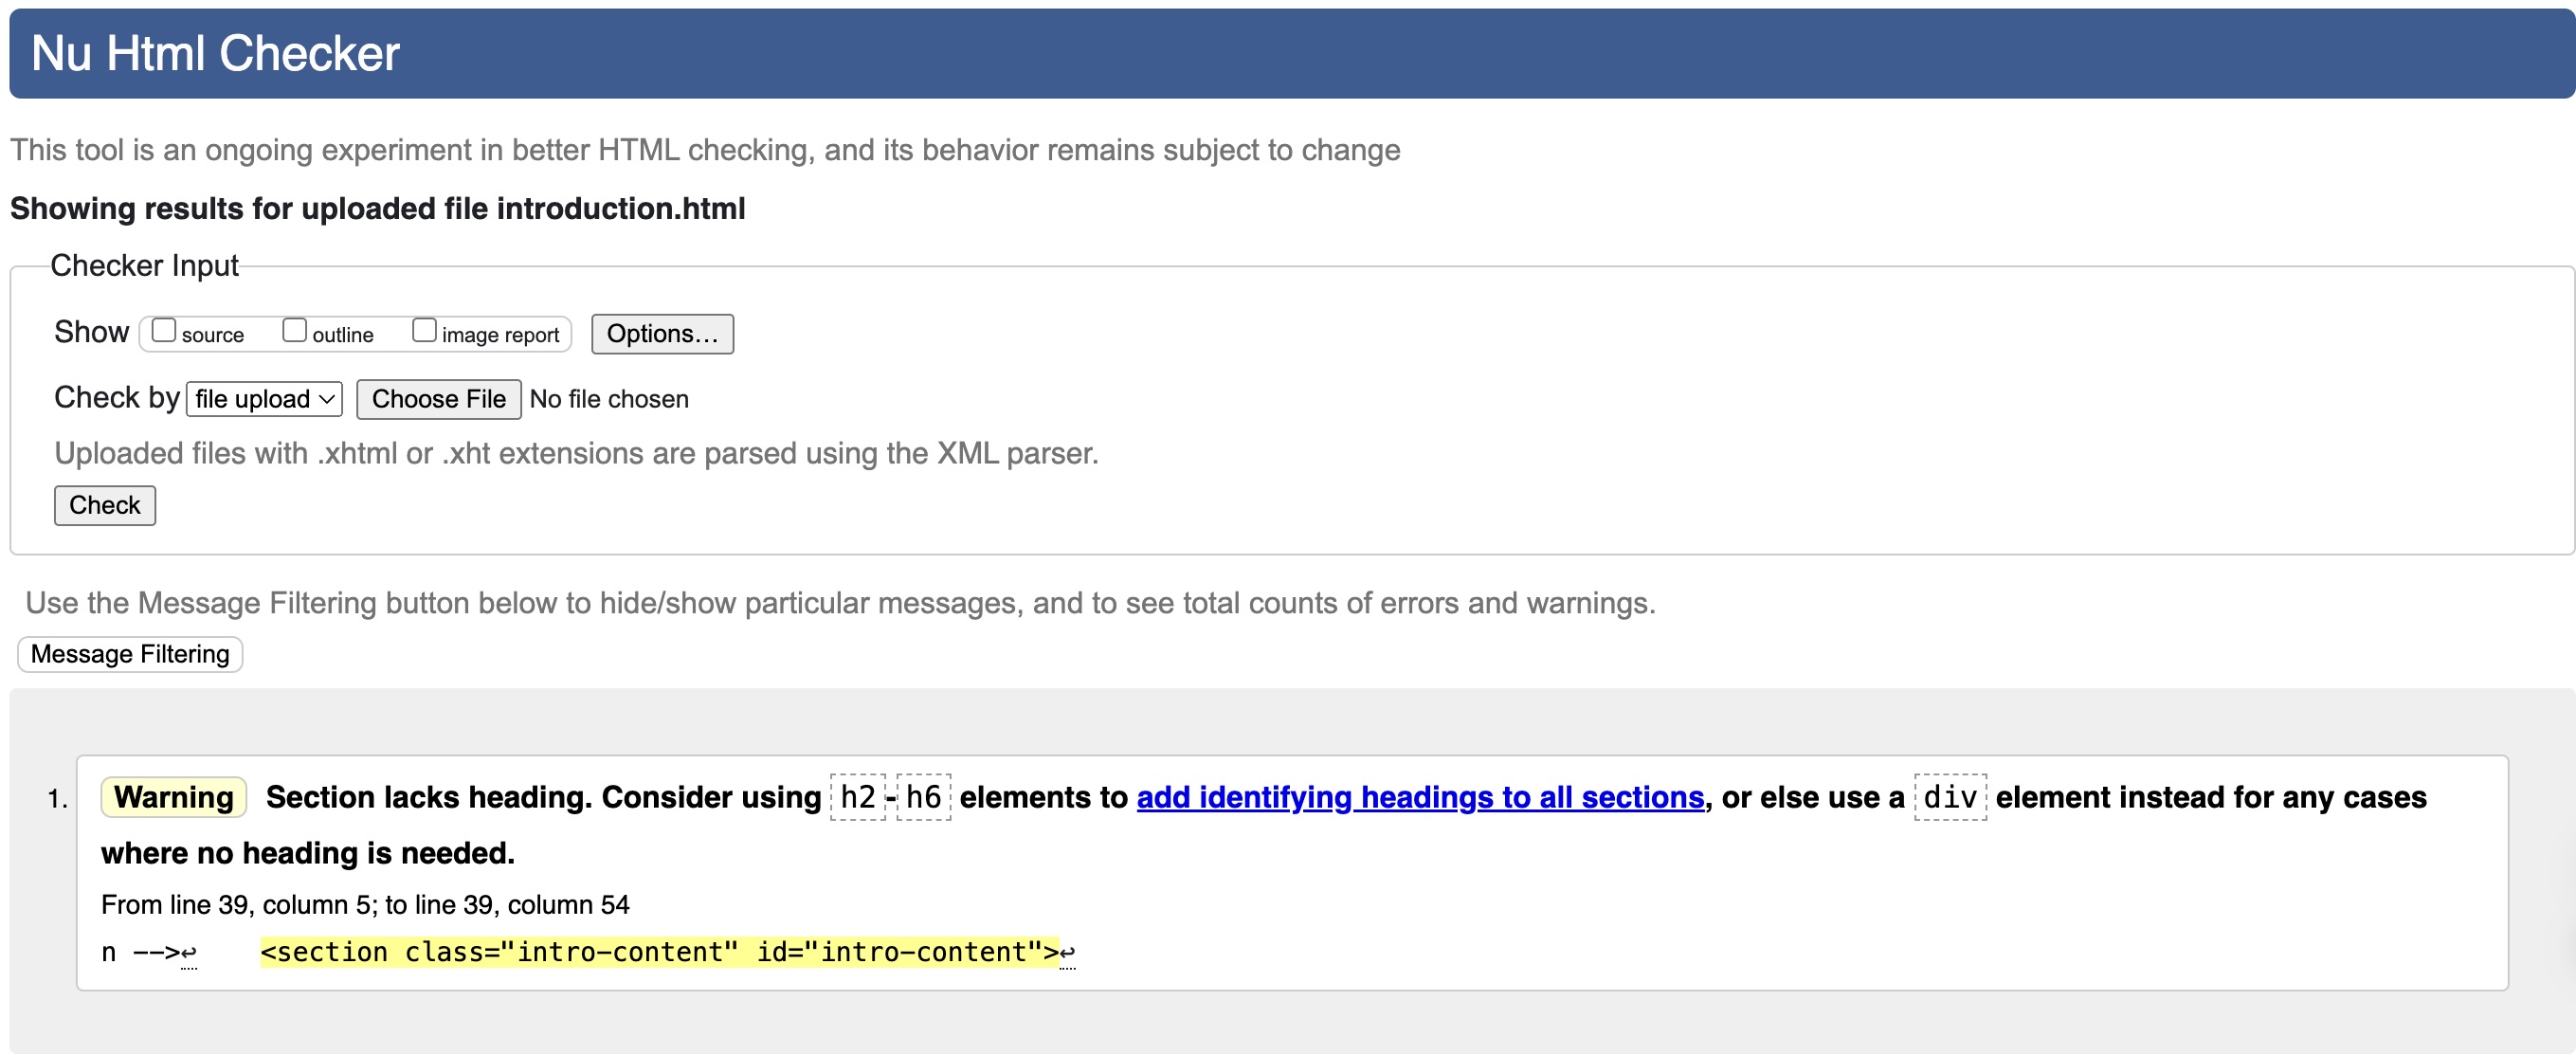 Nu Html Checker
This tool is an ongoing experiment in better HTML checking, and its behavior remains subject to change
Showing results for uploaded file introduction.html
Checker Input
Show source outline image report Options...
Check by file upload Choose File No file chosen
Uploaded files with .xhtml or .xht extensions are parsed using the XML parser.
Check
Use the Message Filtering button below to hide/show particular messages, and to see total counts of errors and warnings.
Message Filtering
1. Warning Section lacks heading. Consider using h2-h6 elements to add identifying headings to all sections, or else use a div element instead for any cases
where no heading is needed.
From line 39, column 5; to line 39, column 54
n -->↩ <section class="intro-content" id="intro-content">↩